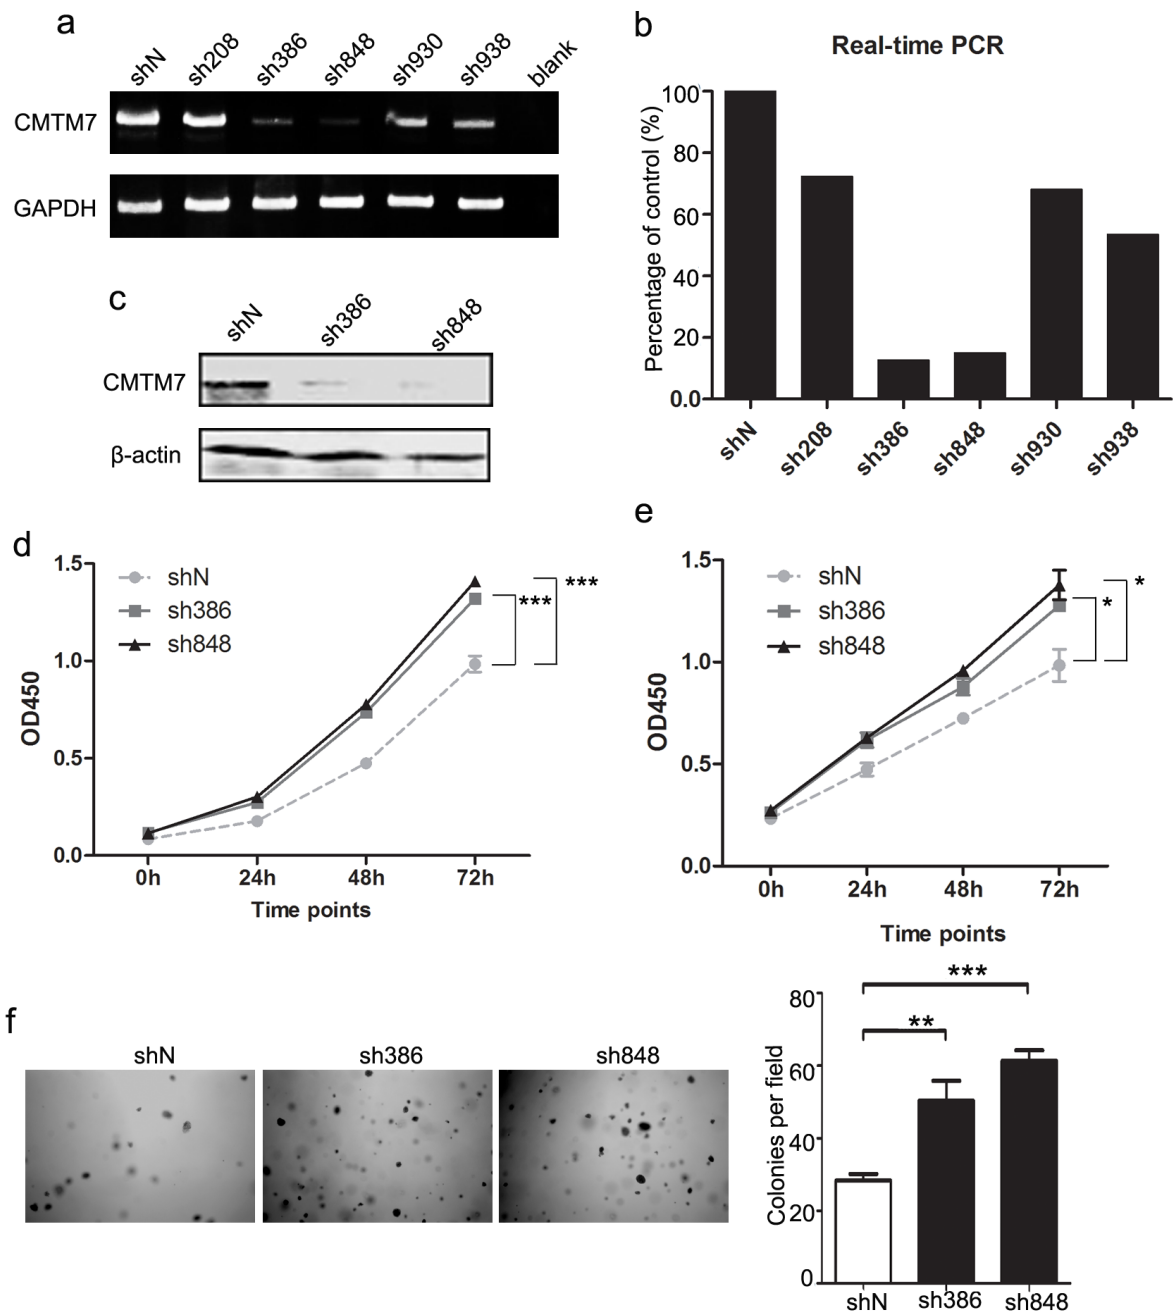 a
shN sh208 sh386 sh848 sh930 sh938 blank
CMTM7
GAPDH
b
Real-time PCR
Percentage of control (%)
100
80
60
40
20
0.0
shN sh208 sh386 sh848 sh930 sh938
c
shN sh386 sh848
CMTM7
β-actin
d
OD450
1.5
1.0
0.5
0.0
shN
sh386
sh848
***
***
0h 24h 48h 72h
Time points
e
OD450
1.5
1.0
0.5
0.0
shN
sh386
sh848
*
*
0h 24h 48h 72h
Time points
f
shN sh386 sh848
Colonies per field
80
60
40
20
0
***
**
shN sh386 sh848